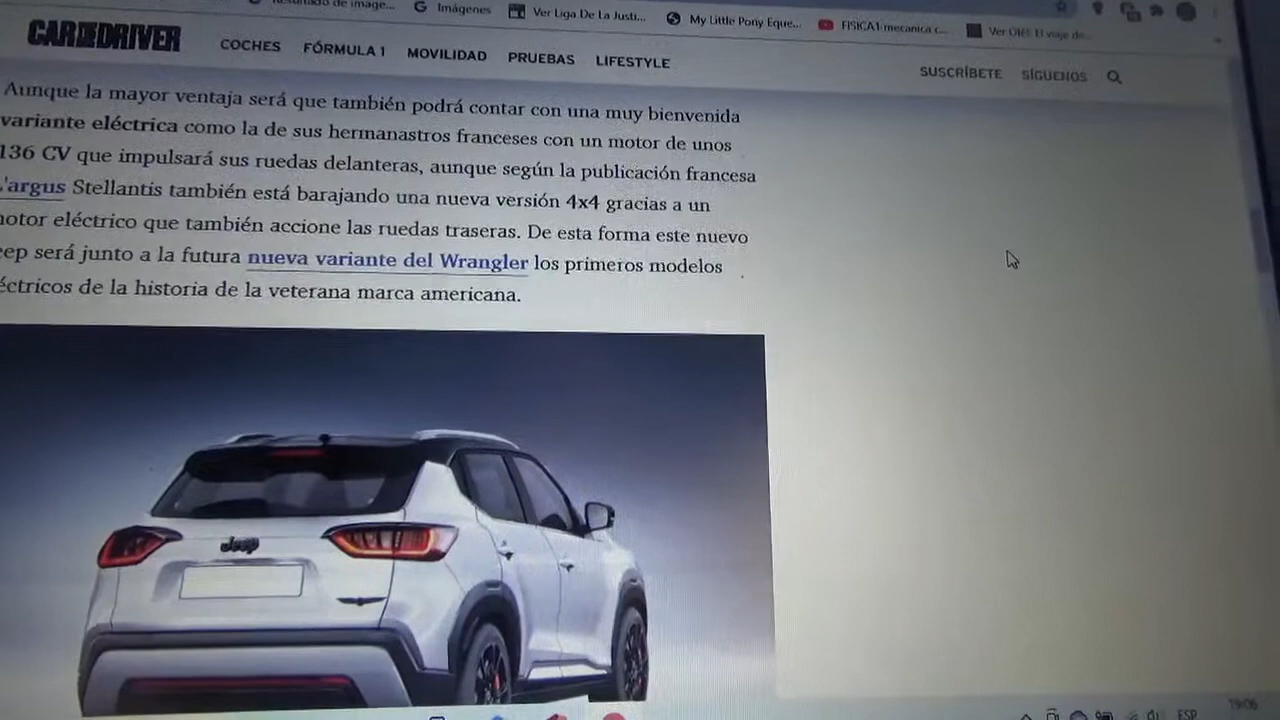 Imágenes
Ver Liga De La Justi...
My Little Pony Eque...
FISICA1 mecanica c...
CAR AND DRIVER
COCHES
FÓRMULA 1
MOVILIDAD
PRUEBAS
LIFESTYLE
SUSCRÍBETE
SÍGUENOS
Aunque la mayor ventaja será que también podrá contar con una muy bienvenida
variante eléctrica como la de sus hermanastros franceses con un motor de unos
136 CV que impulsará sus ruedas delanteras, aunque según la publicación francesa
L'argus Stellantis también está barajando una nueva versión 4x4 gracias a un
motor eléctrico que también accione las ruedas traseras. De esta forma este nuevo
eep será junto a la futura nueva variante del Wrangler los primeros modelos
éctricos de la historia de la veterana marca americana.
Jeep
ESP
19:06